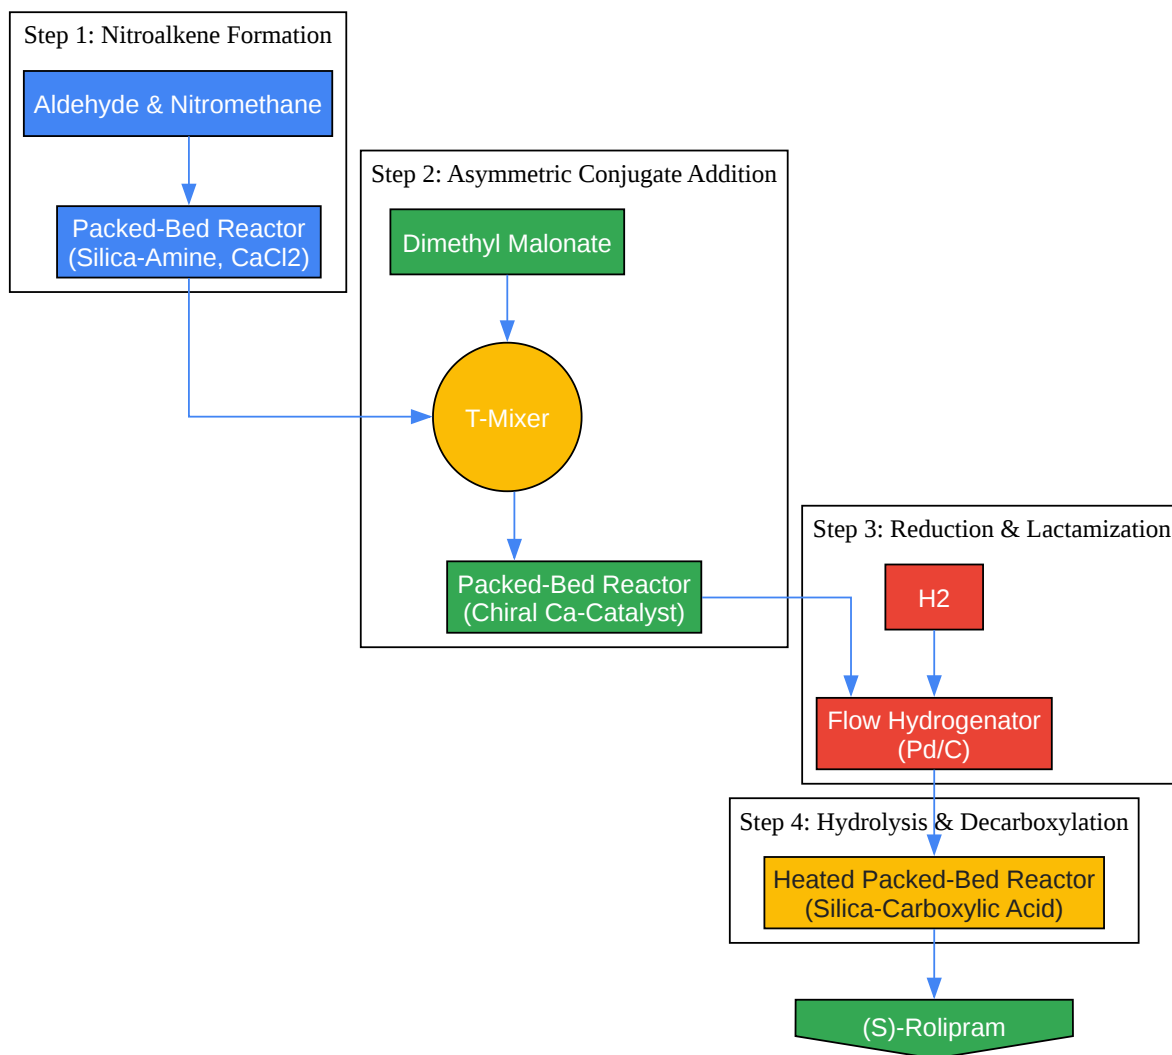 Step 1: Nitroalkene Formation
Aldehyde & Nitromethane
Packed-Bed Reactor
(Silica-Amine, CaCl2)
Step 2: Asymmetric Conjugate Addition
Dimethyl Malonate
T-Mixer
Packed-Bed Reactor
(Chiral Ca-Catalyst)
Step 3: Reduction & Lactamization
H2
Flow Hydrogenator
(Pd/C)
Step 4: Hydrolysis & Decarboxylation
Heated Packed-Bed Reactor
(Silica-Carboxylic Acid)
(S)-Rolipram